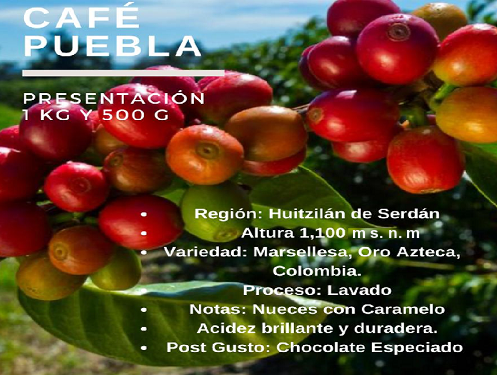 CAFÉ
PUEBLA
PRESENTACIÓN
1 KG Y 500 G
• Región: Huitzilán de Serdán
• Altura 1,100 m s. n. m
• Variedad: Marsellesa, Oro Azteca,
Colombia.
Proceso: Lavado
• Notas: Nueces con Caramelo
• Acidez brillante y duradera.
• Post Gusto: Chocolate Especiado